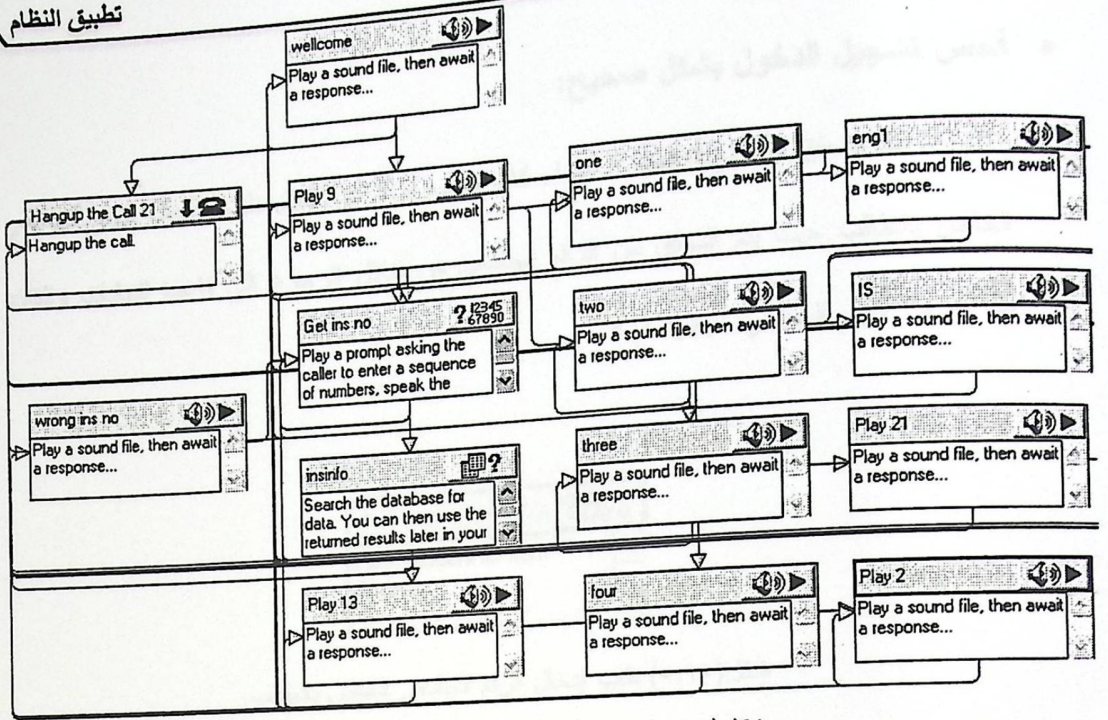 تطبيق النظام
wellcome
Play a sound file, then await
a response...
Hangup the Call 21
Hangup the call.
Play 9
Play a sound file, then await
a response...
one
Play a sound file, then await
a response...
eng1
Play a sound file, then await
a response...
Get ins no
?12345
67890
Play a prompt asking the
caller to enter a sequence
of numbers, speak the
two
Play a sound file, then await
a response...
IS
Play a sound file, then await
a response...
wrong ins no
Play a sound file, then await
a response...
insinfo
?
Search the database for
data. You can then use the
returned results later in your
three
Play a sound file, then await
a response...
Play 21
Play a sound file, then await
a response...
Play 13
Play a sound file, then await
a response...
four
Play a sound file, then await
a response...
Play 2
Play a sound file, then await
a response...